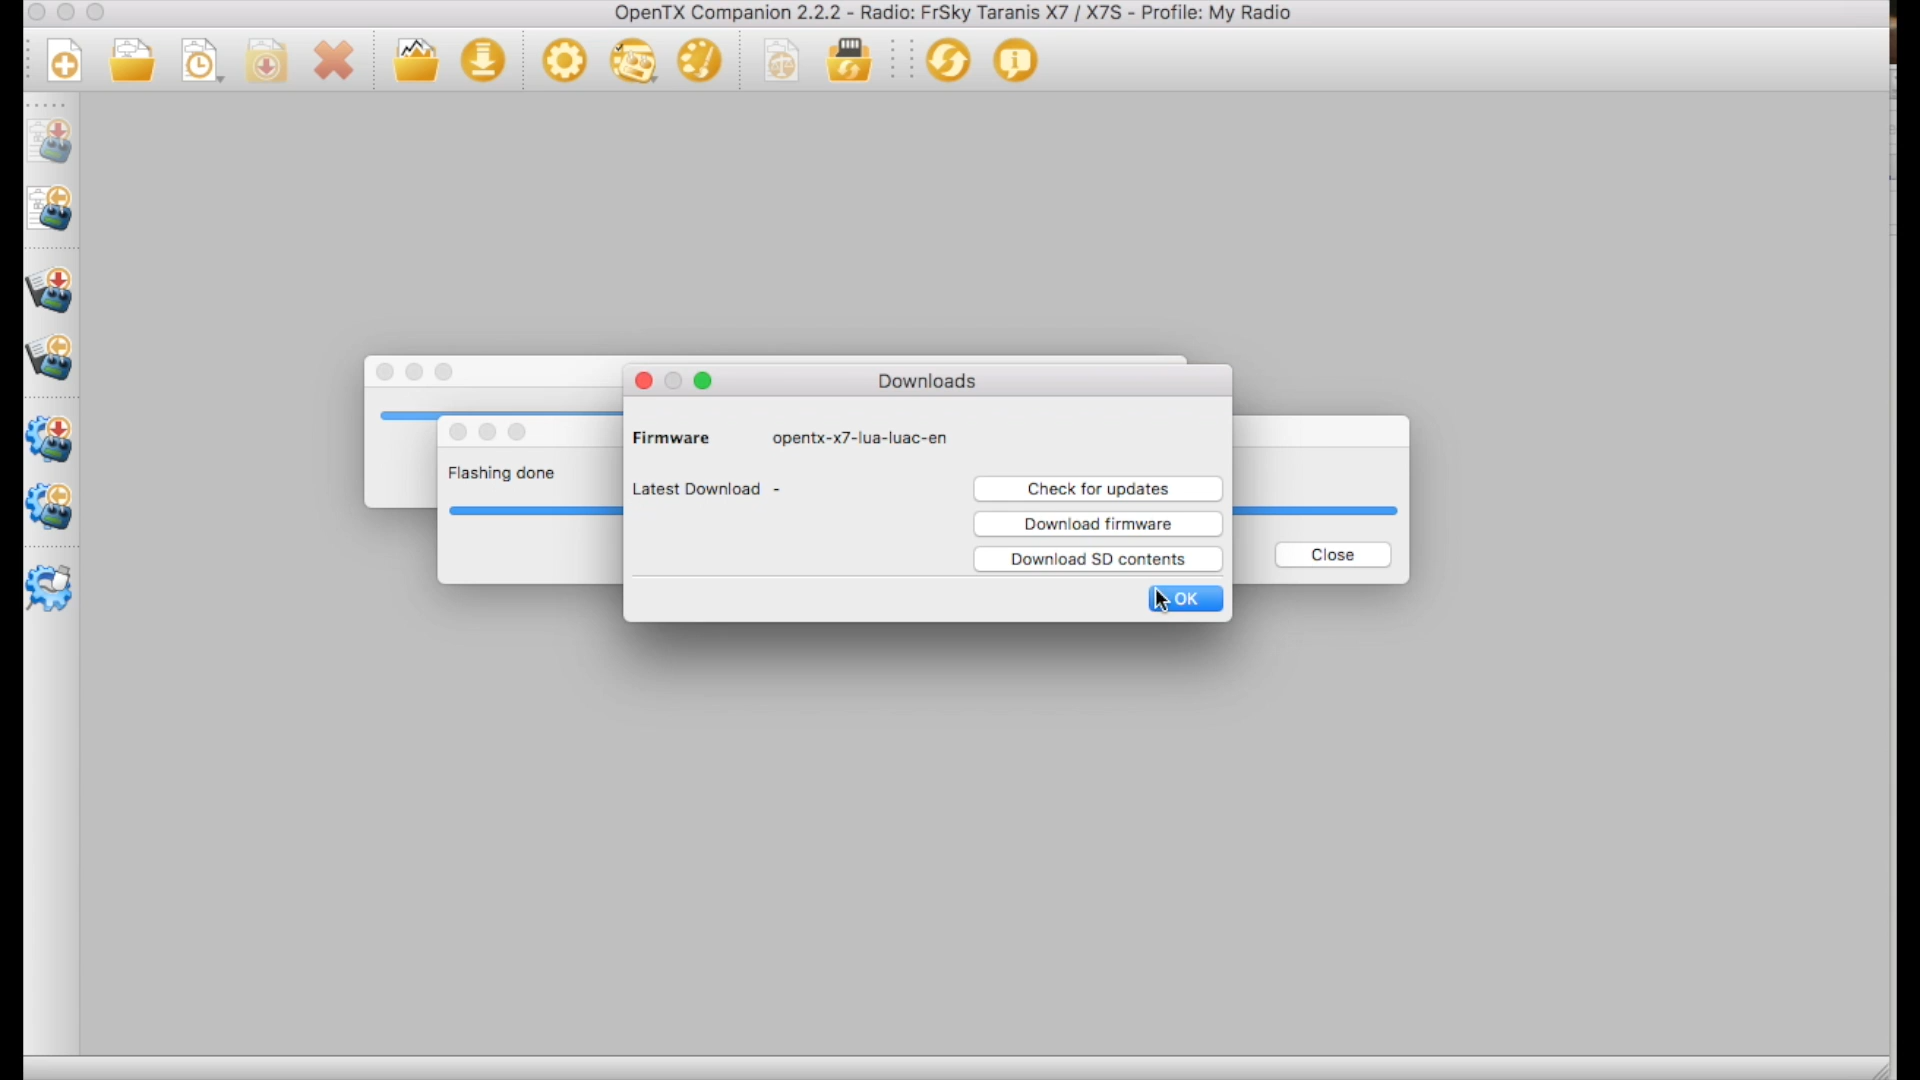 OpenTX Companion 2.2.2 - Radio: FrSky Taranis X7 / X7S - Profile: My Radio
Downloads
Firmware opentx-x7-lua-luac-en
Flashing done
Latest Download - Check for updates
Download firmware
Close
Download SD contents
OK